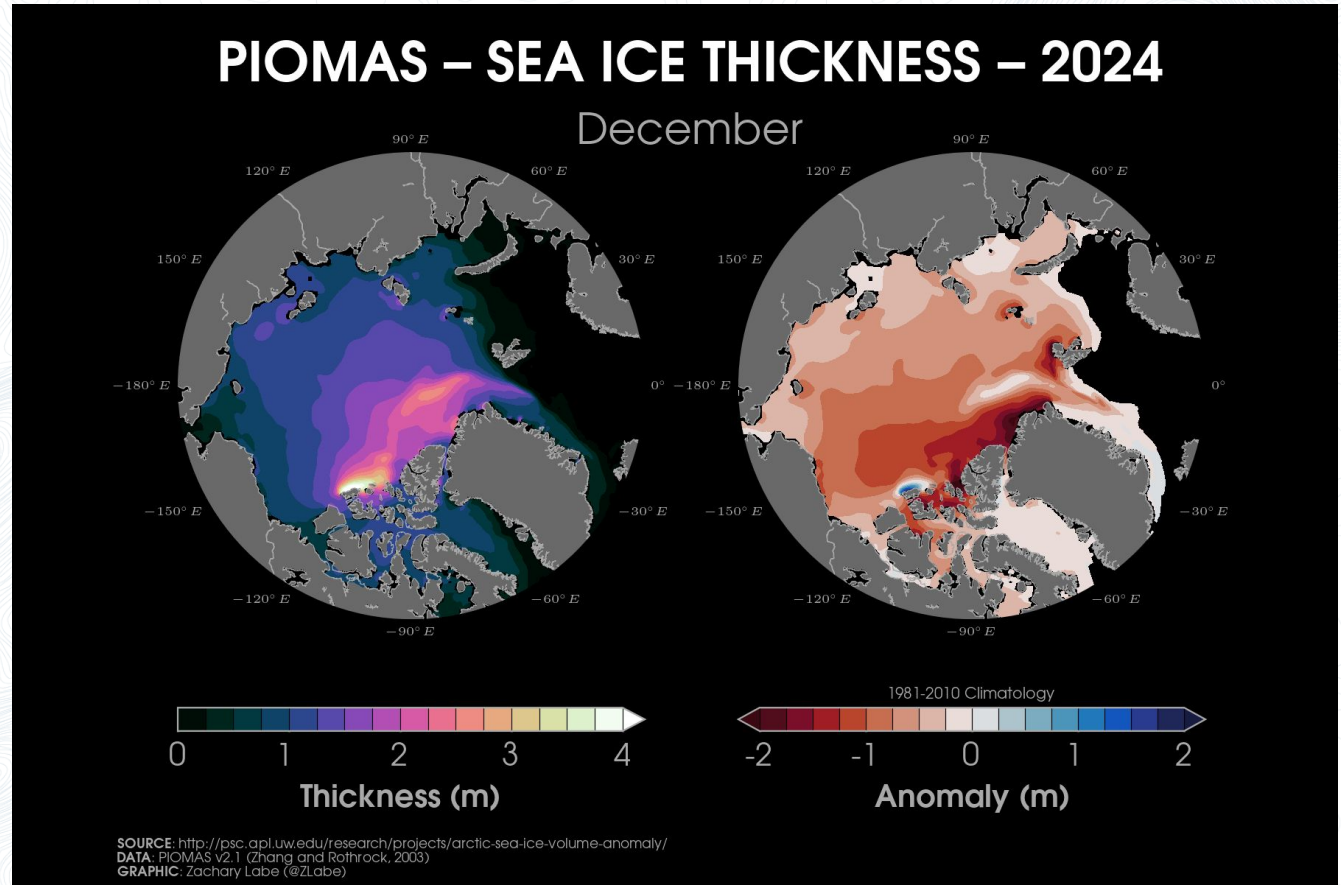 PIOMAS – SEA ICE THICKNESS – 2024
December
90° E
120° E
60° E
150° E
30° E
−180° E
0°
−150° E
−30° E
−120° E
−60° E
−90° E
90° E
120° E
60° E
150° E
30° E
−180° E
0°
−150° E
−30° E
−120° E
−60° E
−90° E
0 1 2 3 4
Thickness (m)
1981-2010 Climatology
-2 -1 0 1 2
Anomaly (m)
SOURCE: http://psc.apl.uw.edu/research/projects/arctic-sea-ice-volume-anomaly/
DATA: PIOMAS v2.1 (Zhang and Rothrock, 2003)
GRAPHIC: Zachary Labe (@ZLabe)